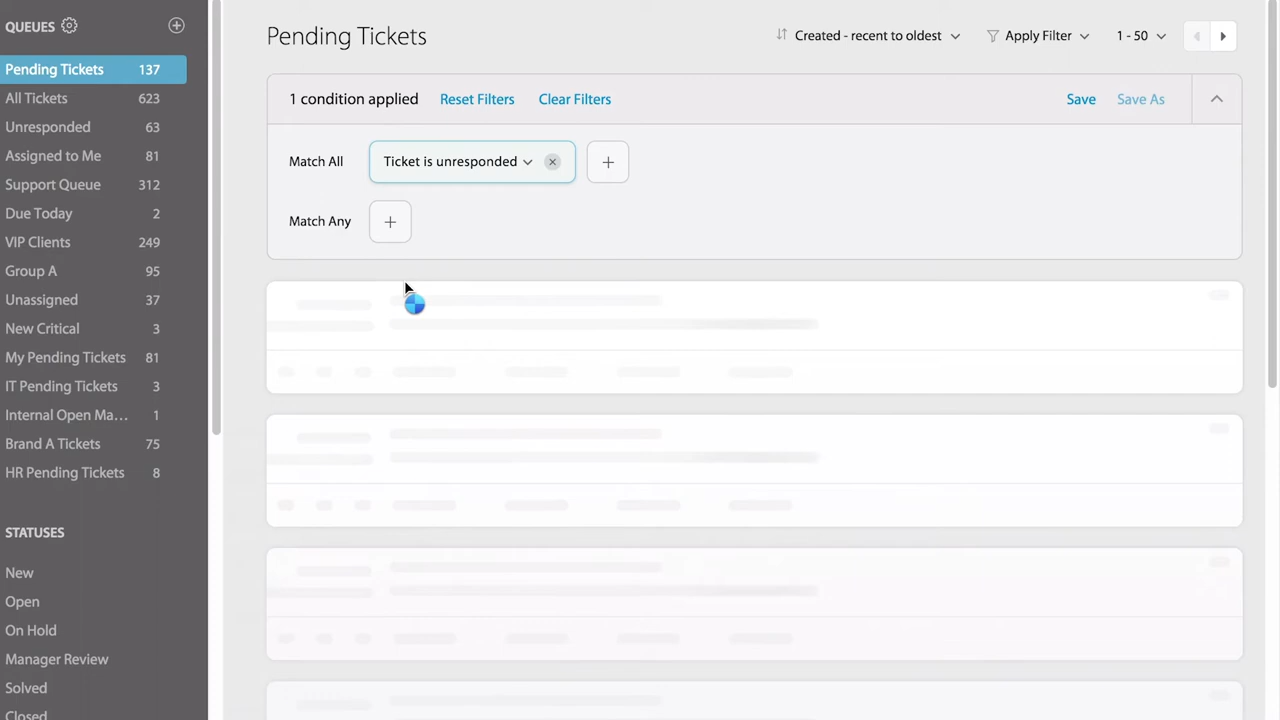 QUEUES
Pending Tickets 137
All Tickets 623
Unresponded 63
Assigned to Me 81
Support Queue 312
Due Today 2
VIP Clients 249
Group A 95
Unassigned 37
New Critical 3
My Pending Tickets 81
IT Pending Tickets 3
Internal Open Ma... 1
Brand A Tickets 75
HR Pending Tickets 8
STATUSES
New
Open
On Hold
Manager Review
Solved
Closed
Pending Tickets
Created - recent to oldest
Apply Filter
1 - 50
1 condition applied
Reset Filters
Clear Filters
Save
Save As
Match All
Ticket is unresponded
Match Any